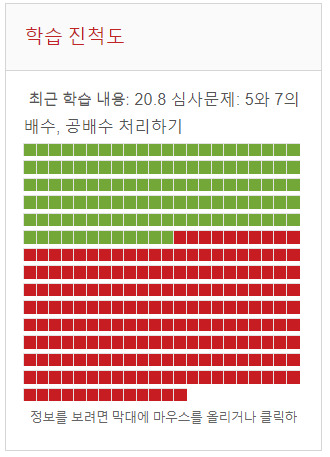 학습 진척도
최근 학습 내용: 20.8 심사문제: 5와 7의
배수, 공배수 처리하기
정보를 보려면 막대에 마우스를 올리거나 클릭하